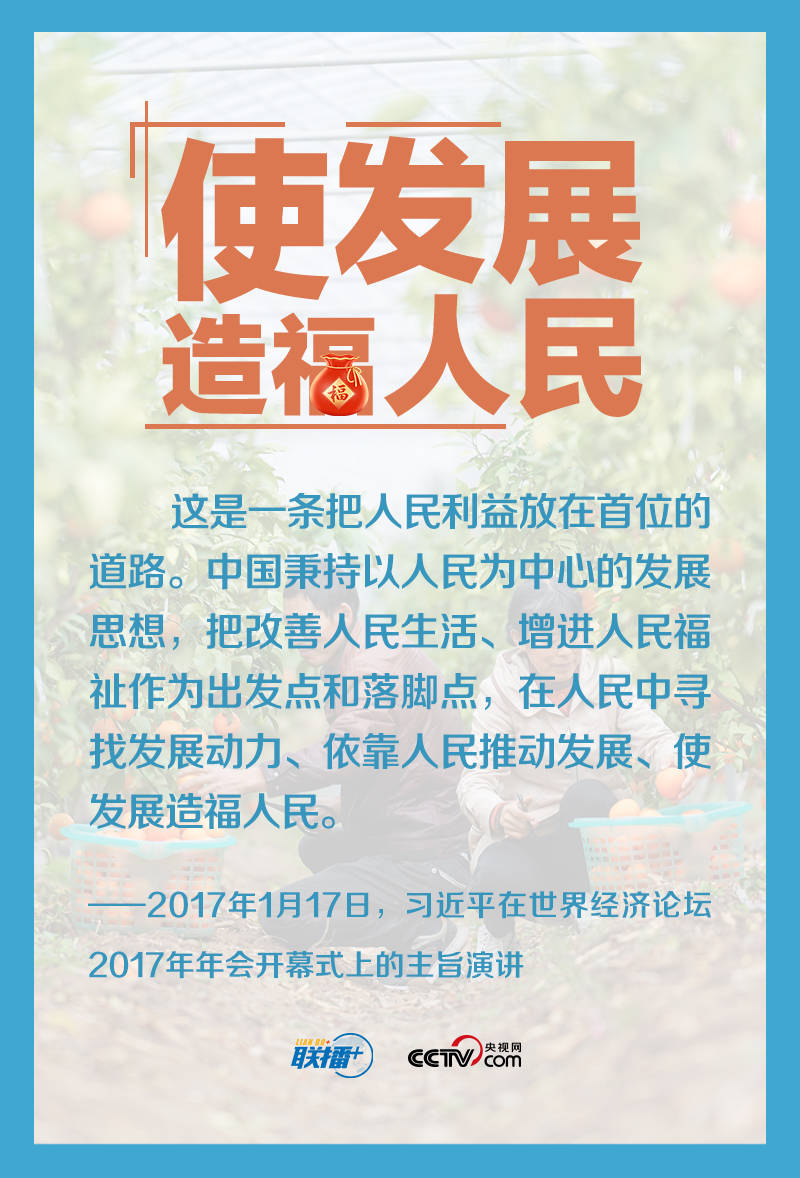 使发展
造福人民
福
这是一条把人民利益放在首位的
道路。中国秉持以人民为中心的发展
思想，把改善人民生活、增进人民福
祉作为出发点和落脚点，在人民中寻
找发展动力、依靠人民推动发展、使
发展造福人民。
——2017年1月17日，习近平在世界经济论坛
2017年年会开幕式上的主旨演讲
LIAN BO+
联播+
CCTV.com 央视网